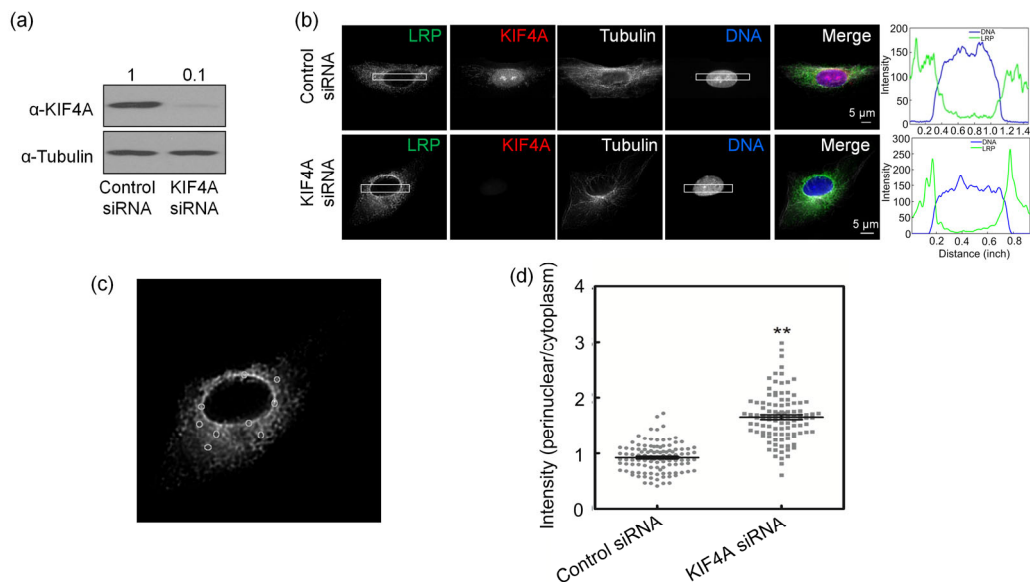 (a)
1 0.1
α-KIF4A
α-Tubulin
Control siRNA
KIF4A siRNA
(b)
LRP KIF4A Tubulin DNA Merge
Control siRNA
5 µm
LRP KIF4A Tubulin DNA Merge
KIF4A siRNA
5 µm
200
150
100
50
0
Intensity
DNA
LRP
0.2 0.4 0.6 0.8 1.0 1.2 1.4
300
250
200
150
100
50
0
DNA
LRP
0.2 0.4 0.6 0.8
Distance (inch)
(c)
(d)
Intensity (perinuclear/cytoplasm)
4
3
2
1
0
**
Control siRNA
KIF4A siRNA